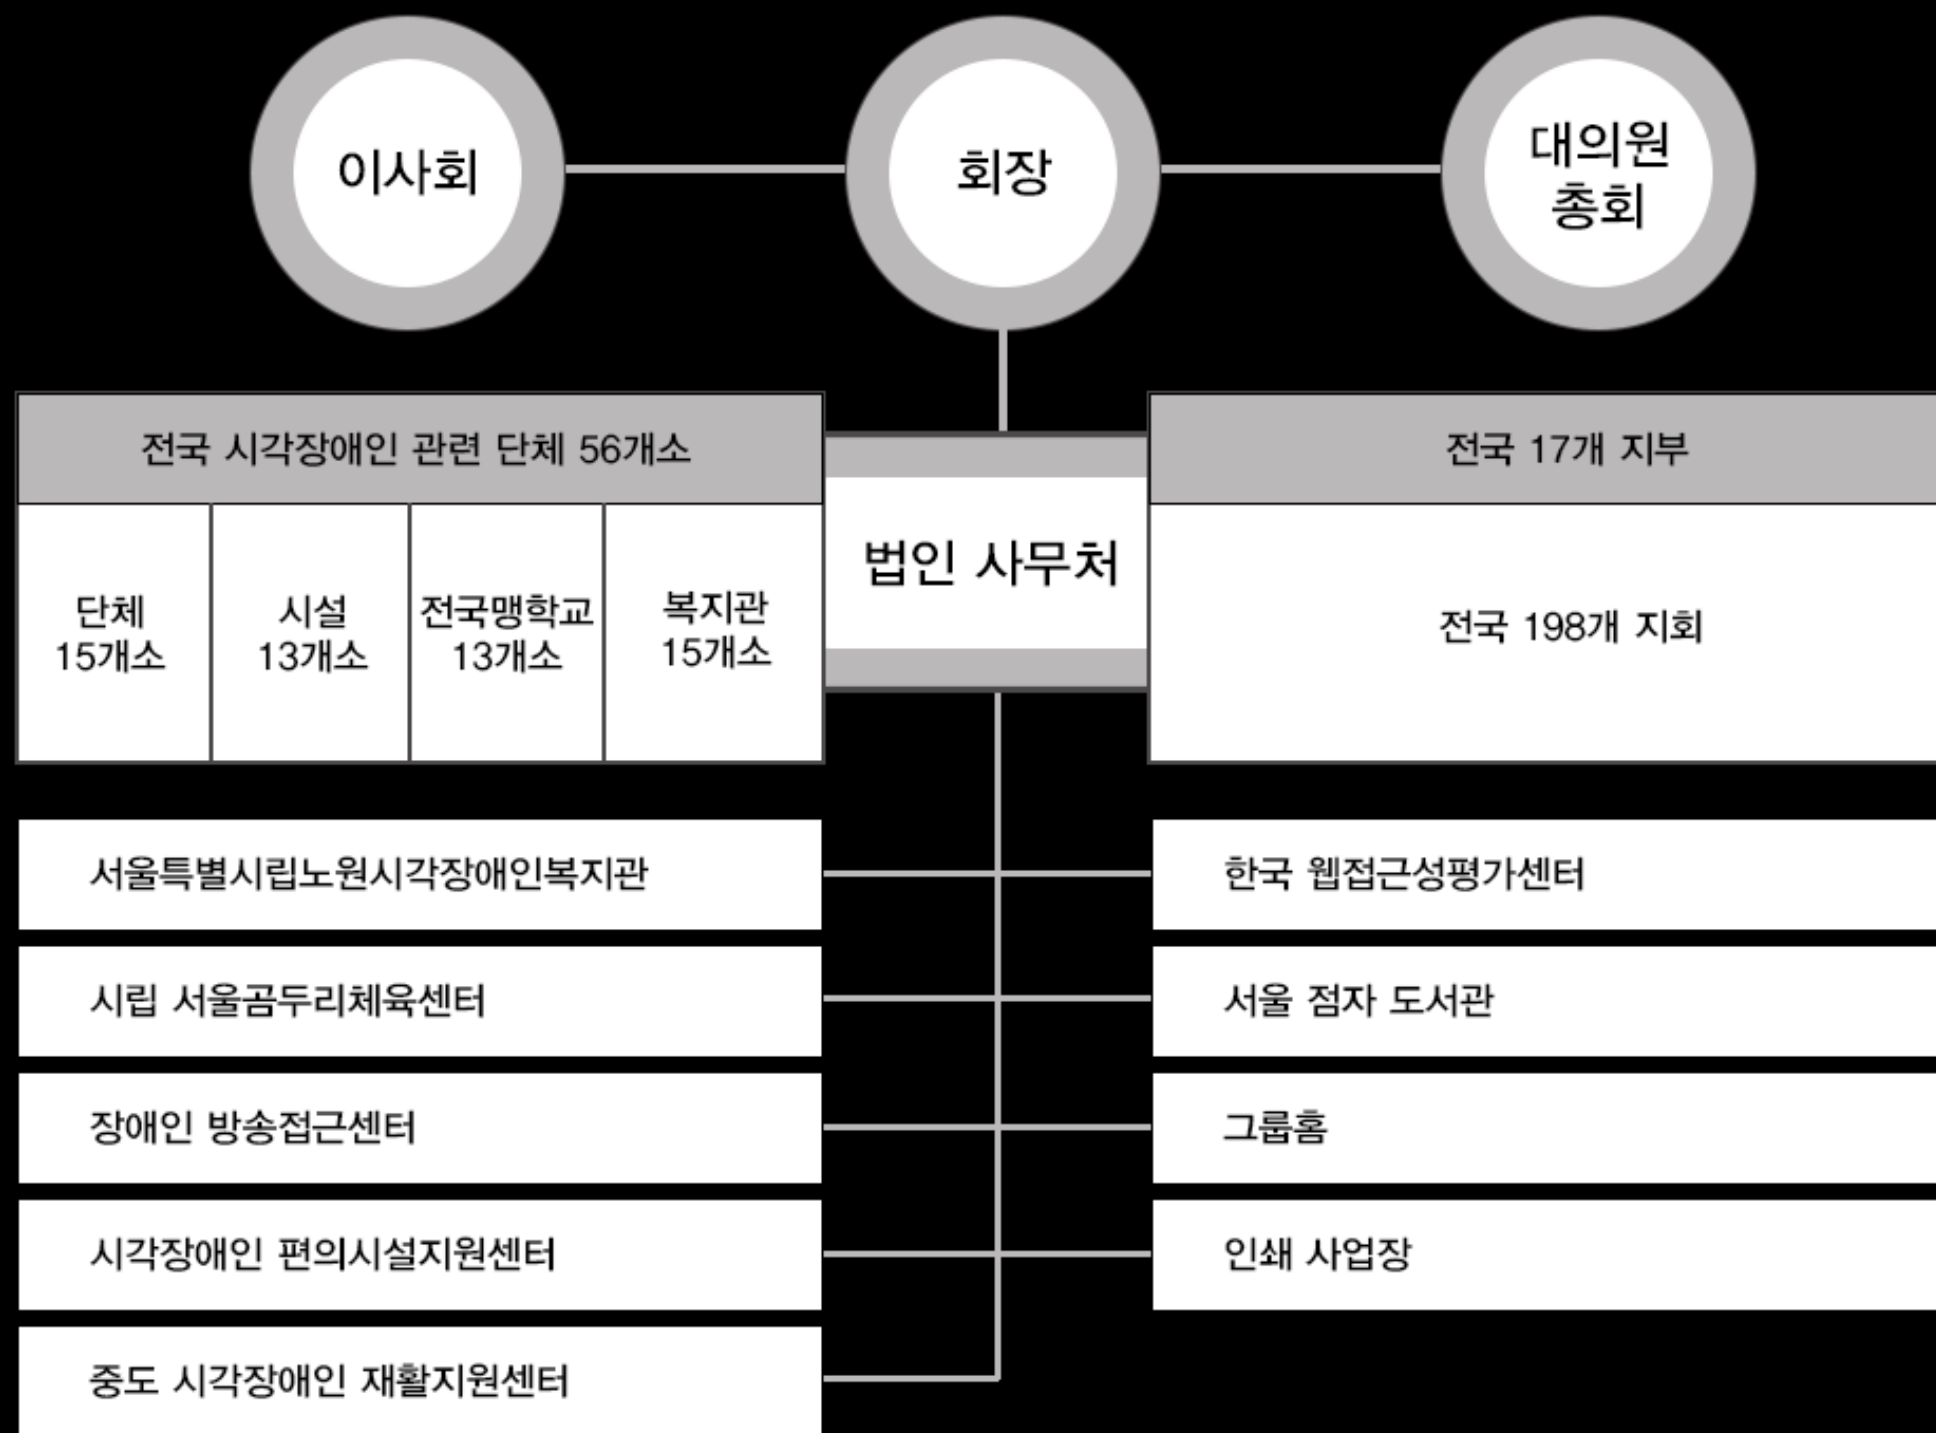 이사회
회장
대의원
총회
전국 시각장애인 관련 단체 56개소
단체
15개소
시설
13개소
전국맹학교
13개소
복지관
15개소
법인 사무처
전국 17개 지부
전국 198개 지회
서울특별시립노원시각장애인복지관
시립 서울곰두리체육센터
장애인 방송접근센터
시각장애인 편의시설지원센터
중도 시각장애인 재활지원센터
한국 웹접근성평가센터
서울 점자 도서관
그룹홈
인쇄 사업장